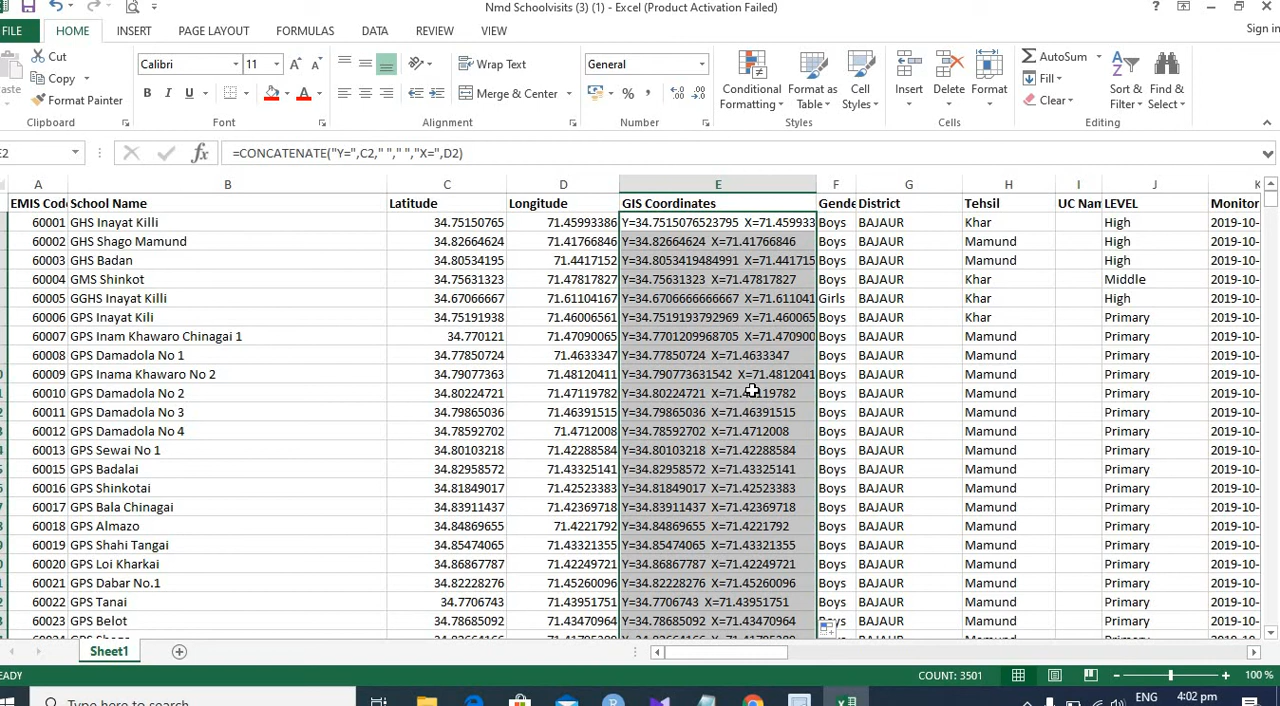 Nmd Schoolvisits (3) (1) - Excel (Product Activation Failed)
FILE HOME INSERT PAGE LAYOUT FORMULAS DATA REVIEW VIEW Sign in
Cut
Copy
Format Painter
Clipboard
Calibri 11
B I U
Font
Wrap Text
Merge & Center
Alignment
General
Number
Conditional Formatting
Format as Table
Cell Styles
Styles
Insert Delete Format
Cells
AutoSum
Fill
Clear
Sort & Filter
Find & Select
Editing
E2 =CONCATENATE("Y=",C2," "," ","X=",D2)
A B C D E F G H I J K
EMIS Cod School Name Latitude Longitude GIS Coordinates Gende District Tehsil UC Nam LEVEL Monitor
60001 GHS Inayat Killi 34.75150765 71.45993386 Y=34.7515076523795 X=71.459933 Boys BAJAUR Khar High 2019-10-
60002 GHS Shago Mamund 34.82664624 71.41766846 Y=34.82664624 X=71.41766846 Boys BAJAUR Mamund High 2019-10-
60003 GHS Badan 34.80534195 71.4417152 Y=34.8053419484991 X=71.441715 Boys BAJAUR Mamund High 2019-10-
60004 GMS Shinkot 34.75631323 71.47817827 Y=34.75631323 X=71.47817827 Boys BAJAUR Khar Middle 2019-10-
60005 GGHS Inayat Killi 34.67066667 71.61104167 Y=34.6706666666667 X=71.611041 Girls BAJAUR Khar High 2019-10-
60006 GPS Inayat Kili 34.75191938 71.46006561 Y=34.7519193792969 X=71.460065 Boys BAJAUR Khar Primary 2019-10-
60007 GPS Inam Khawaro Chinagai 1 34.770121 71.47090065 Y=34.7701209968705 X=71.470900 Boys BAJAUR Mamund Primary 2019-10-
60008 GPS Damadola No 1 34.77850724 71.4633347 Y=34.77850724 X=71.4633347 Boys BAJAUR Mamund Primary 2019-10-
60009 GPS Inama Khawaro No 2 34.79077363 71.48120411 Y=34.790773631542 X=71.4812041 Boys BAJAUR Mamund Primary 2019-10-
60010 GPS Damadola No 2 34.80224721 71.47119782 Y=34.80224721 X=71.47119782 Boys BAJAUR Mamund Primary 2019-10-
60011 GPS Damadola No 3 34.79865036 71.46391515 Y=34.79865036 X=71.46391515 Boys BAJAUR Mamund Primary 2019-10-
60012 GPS Damadola No 4 34.78592702 71.4712008 Y=34.78592702 X=71.4712008 Boys BAJAUR Mamund Primary 2019-10-
60013 GPS Sewai No 1 34.80103218 71.42288584 Y=34.80103218 X=71.42288584 Boys BAJAUR Mamund Primary 2019-10-
60015 GPS Badalai 34.82958572 71.43325141 Y=34.82958572 X=71.43325141 Boys BAJAUR Mamund Primary 2019-10-
60016 GPS Shinkotai 34.81849017 71.42523383 Y=34.81849017 X=71.42523383 Boys BAJAUR Mamund Primary 2019-10-
60017 GPS Bala Chinagai 34.83911437 71.42369718 Y=34.83911437 X=71.42369718 Boys BAJAUR Mamund Primary 2019-10-
60018 GPS Almazo 34.84869655 71.4221792 Y=34.84869655 X=71.4221792 Boys BAJAUR Mamund Primary 2019-10-
60019 GPS Shahi Tangai 34.85474065 71.43321355 Y=34.85474065 X=71.43321355 Boys BAJAUR Mamund Primary 2019-10-
60020 GPS Loi Kharkai 34.86867787 71.42249721 Y=34.86867787 X=71.42249721 Boys BAJAUR Mamund Primary 2019-10-
60021 GPS Dabar No.1 34.82228276 71.45260096 Y=34.82228276 X=71.45260096 Boys BAJAUR Mamund Primary 2019-10-
60022 GPS Tanai 34.7706743 71.43951751 Y=34.7706743 X=71.43951751 Boys BAJAUR Mamund Primary 2019-10-
60023 GPS Belot 34.78685092 71.43470964 Y=34.78685092 X=71.43470964 Boys BAJAUR Mamund Primary 2019-10-
Sheet1
READY COUNT: 3501 100 %
Type here to search ENG 4:02 pm